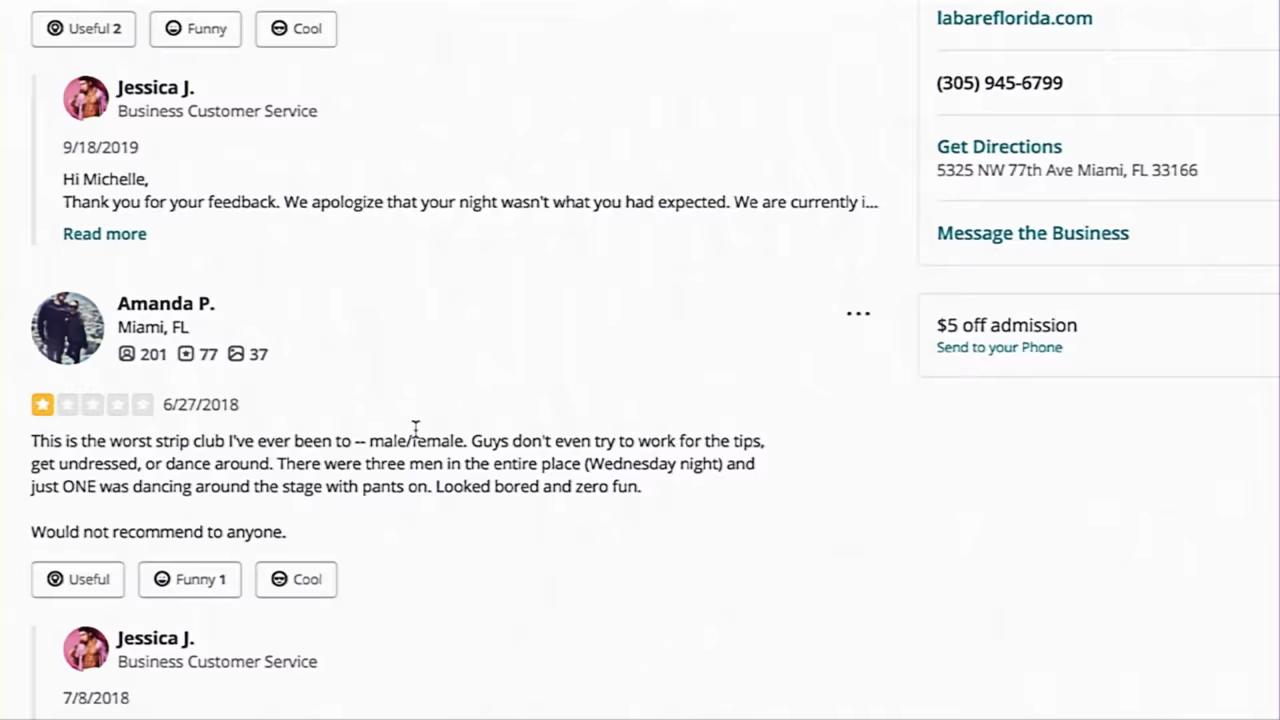 Useful 2 Funny Cool
Jessica J.
Business Customer Service
9/18/2019
Hi Michelle,
Thank you for your feedback. We apologize that your night wasn't what you had expected. We are currently i...
Read more
Amanda P.
Miami, FL
201 77 37
6/27/2018
This is the worst strip club I've ever been to -- male/female. Guys don't even try to work for the tips,
get undressed, or dance around. There were three men in the entire place (Wednesday night) and
just ONE was dancing around the stage with pants on. Looked bored and zero fun.
Would not recommend to anyone.
Useful Funny 1 Cool
Jessica J.
Business Customer Service
7/8/2018
labareflorida.com
(305) 945-6799
Get Directions
5325 NW 77th Ave Miami, FL 33166
Message the Business
$5 off admission
Send to your Phone